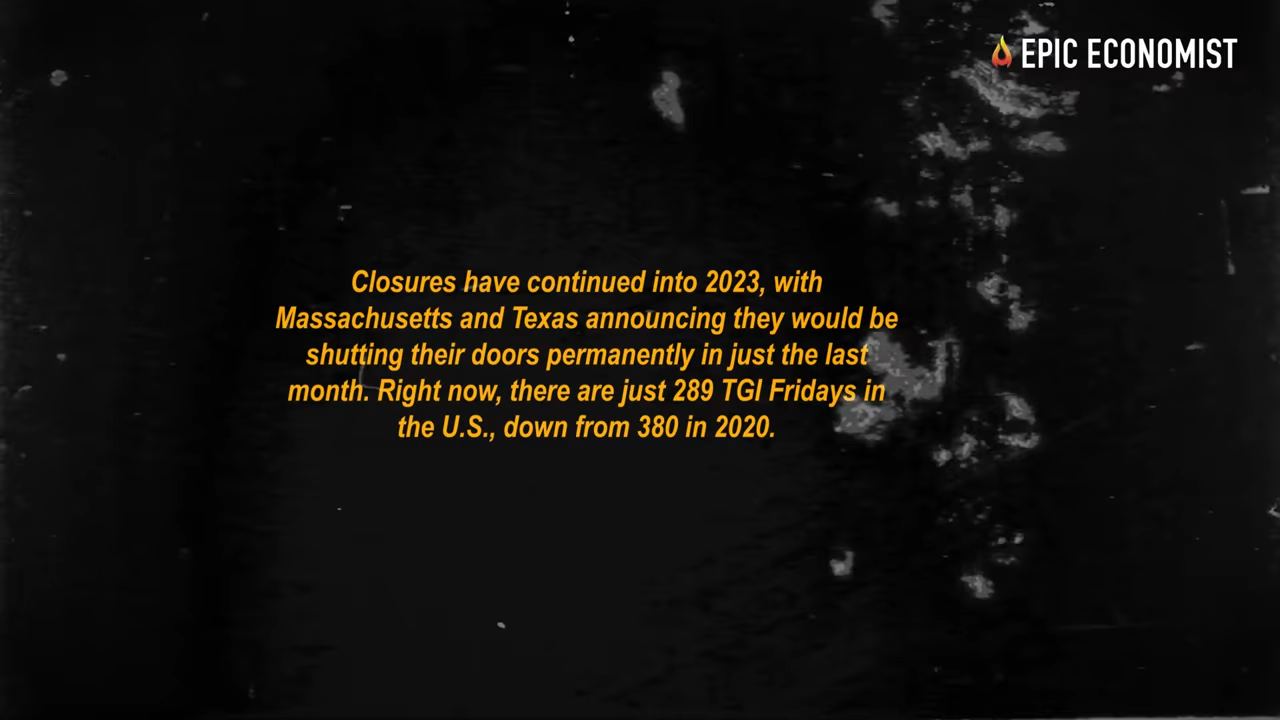 EPIC ECONOMIST
Closures have continued into 2023, with
Massachusetts and Texas announcing they would be
shutting their doors permanently in just the last
month. Right now, there are just 289 TGI Fridays in
the U.S., down from 380 in 2020.